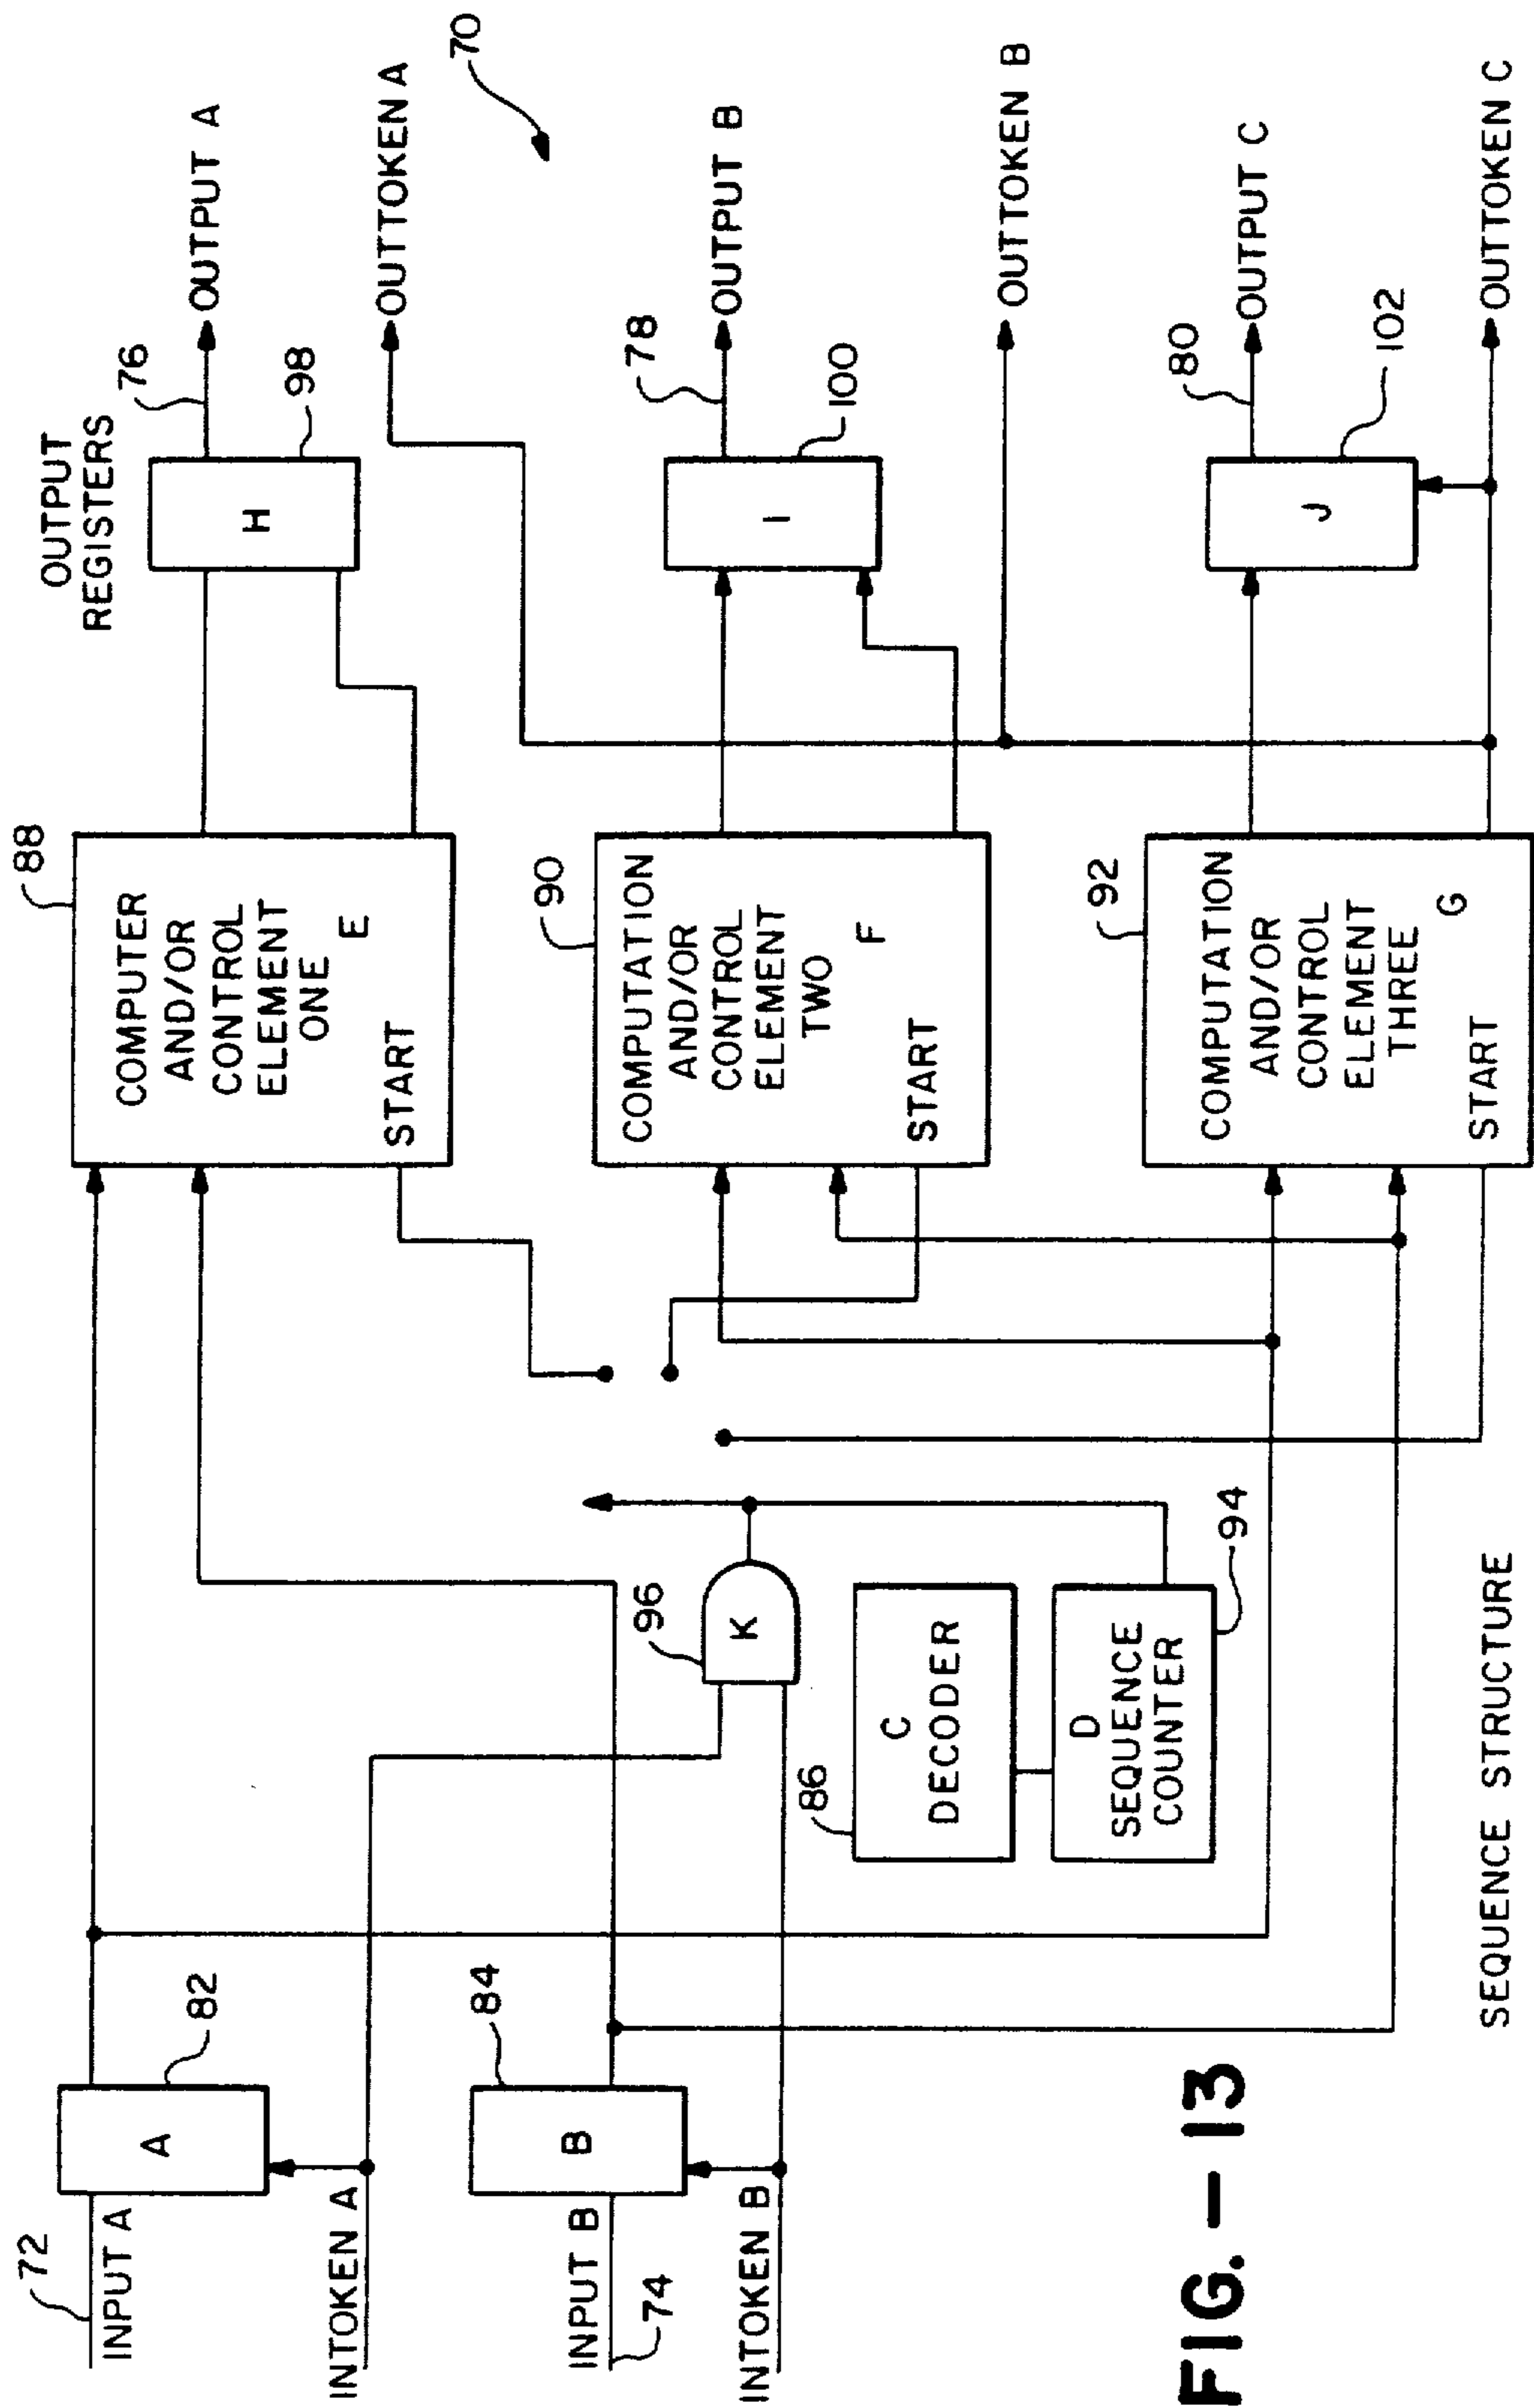 72
INPUT A
A
82
INTOKEN A
INPUT B
74
B
84
INTOKEN B
96
K
86
C
DECODER
D
SEQUENCE
COUNTER
94
88
COMPUTER
AND/OR
CONTROL
ELEMENT
ONE
E
START
90
COMPUTATION
AND/OR
CONTROL
ELEMENT
TWO
F
START
92
COMPUTATION
AND/OR
CONTROL
ELEMENT
THREE
G
START
OUTPUT
REGISTERS
H
76
98
OUTPUT A
OUTTOKEN A
70
I
78
100
OUTPUT B
OUTTOKEN B
J
80
102
OUTPUT C
OUTTOKEN C
FIG. - 13
SEQUENCE STRUCTURE